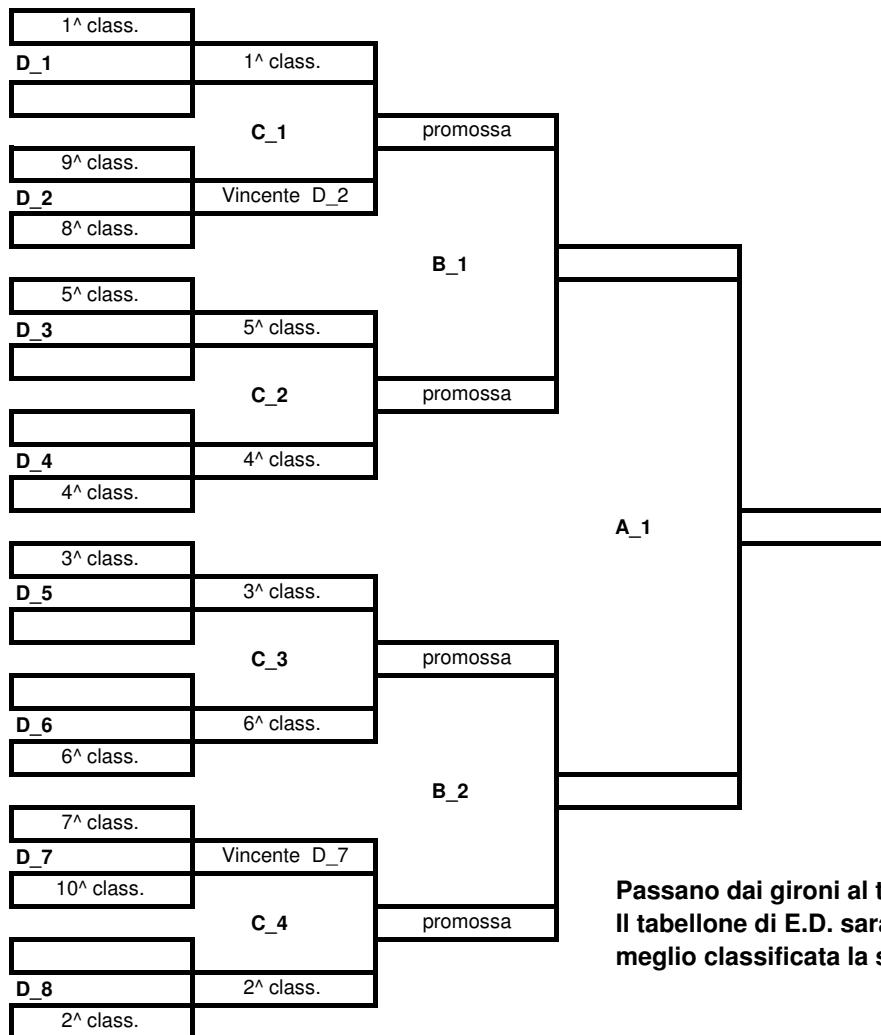 1^ class.
D_1
1^ class.
C_1
promossa
9^ class.
D_2
Vincente D_2
8^ class.
B_1
5^ class.
D_3
5^ class.
C_2
promossa
D_4
4^ class.
4^ class.
A_1
3^ class.
D_5
3^ class.
C_3
promossa
D_6
6^ class.
6^ class.
B_2
7^ class.
D_7
Vincente D_7
10^ class.
C_4
promossa
D_8
2^ class.
2^ class.
Passano dai gironi al t
Il tabellone di E.D. sar
meglio classificata la s